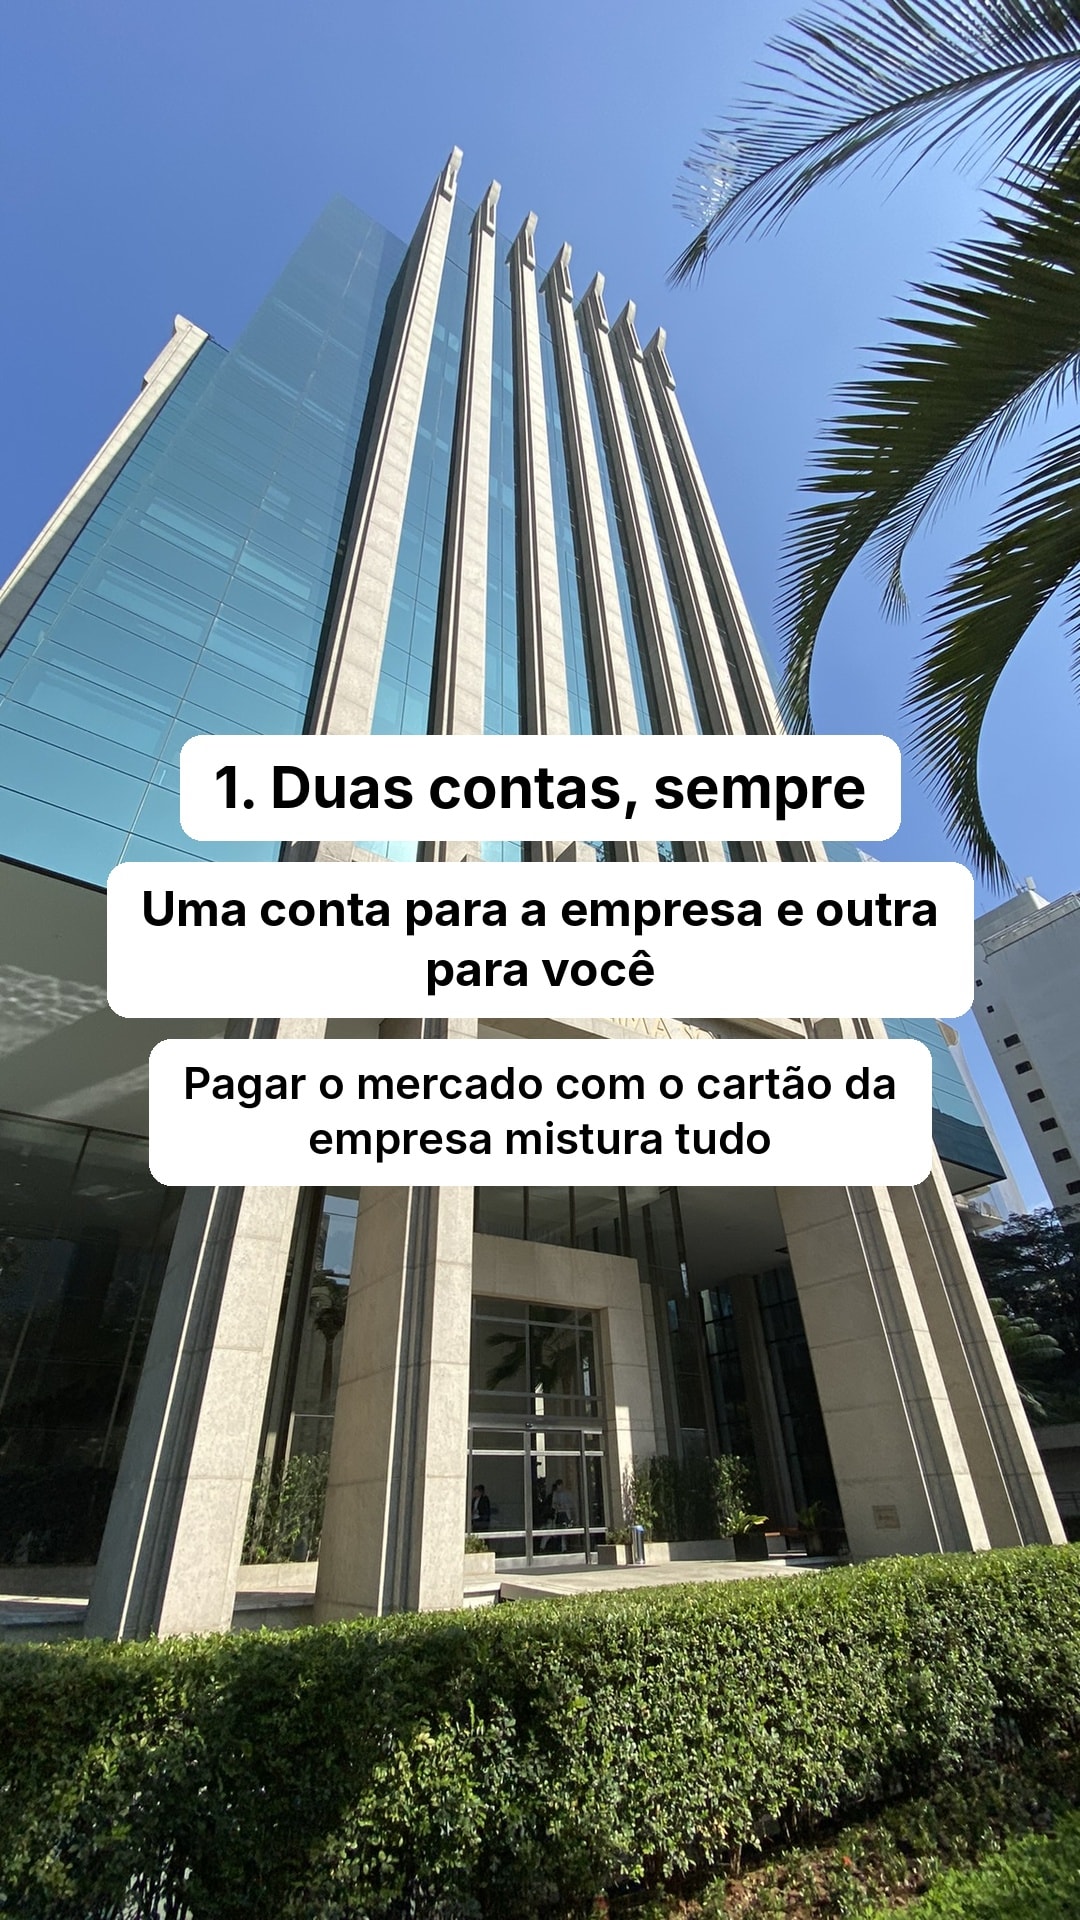 1. Duas contas, sempre
Uma conta para a empresa e outra
para você
Pagar o mercado com o cartão da
empresa mistura tudo